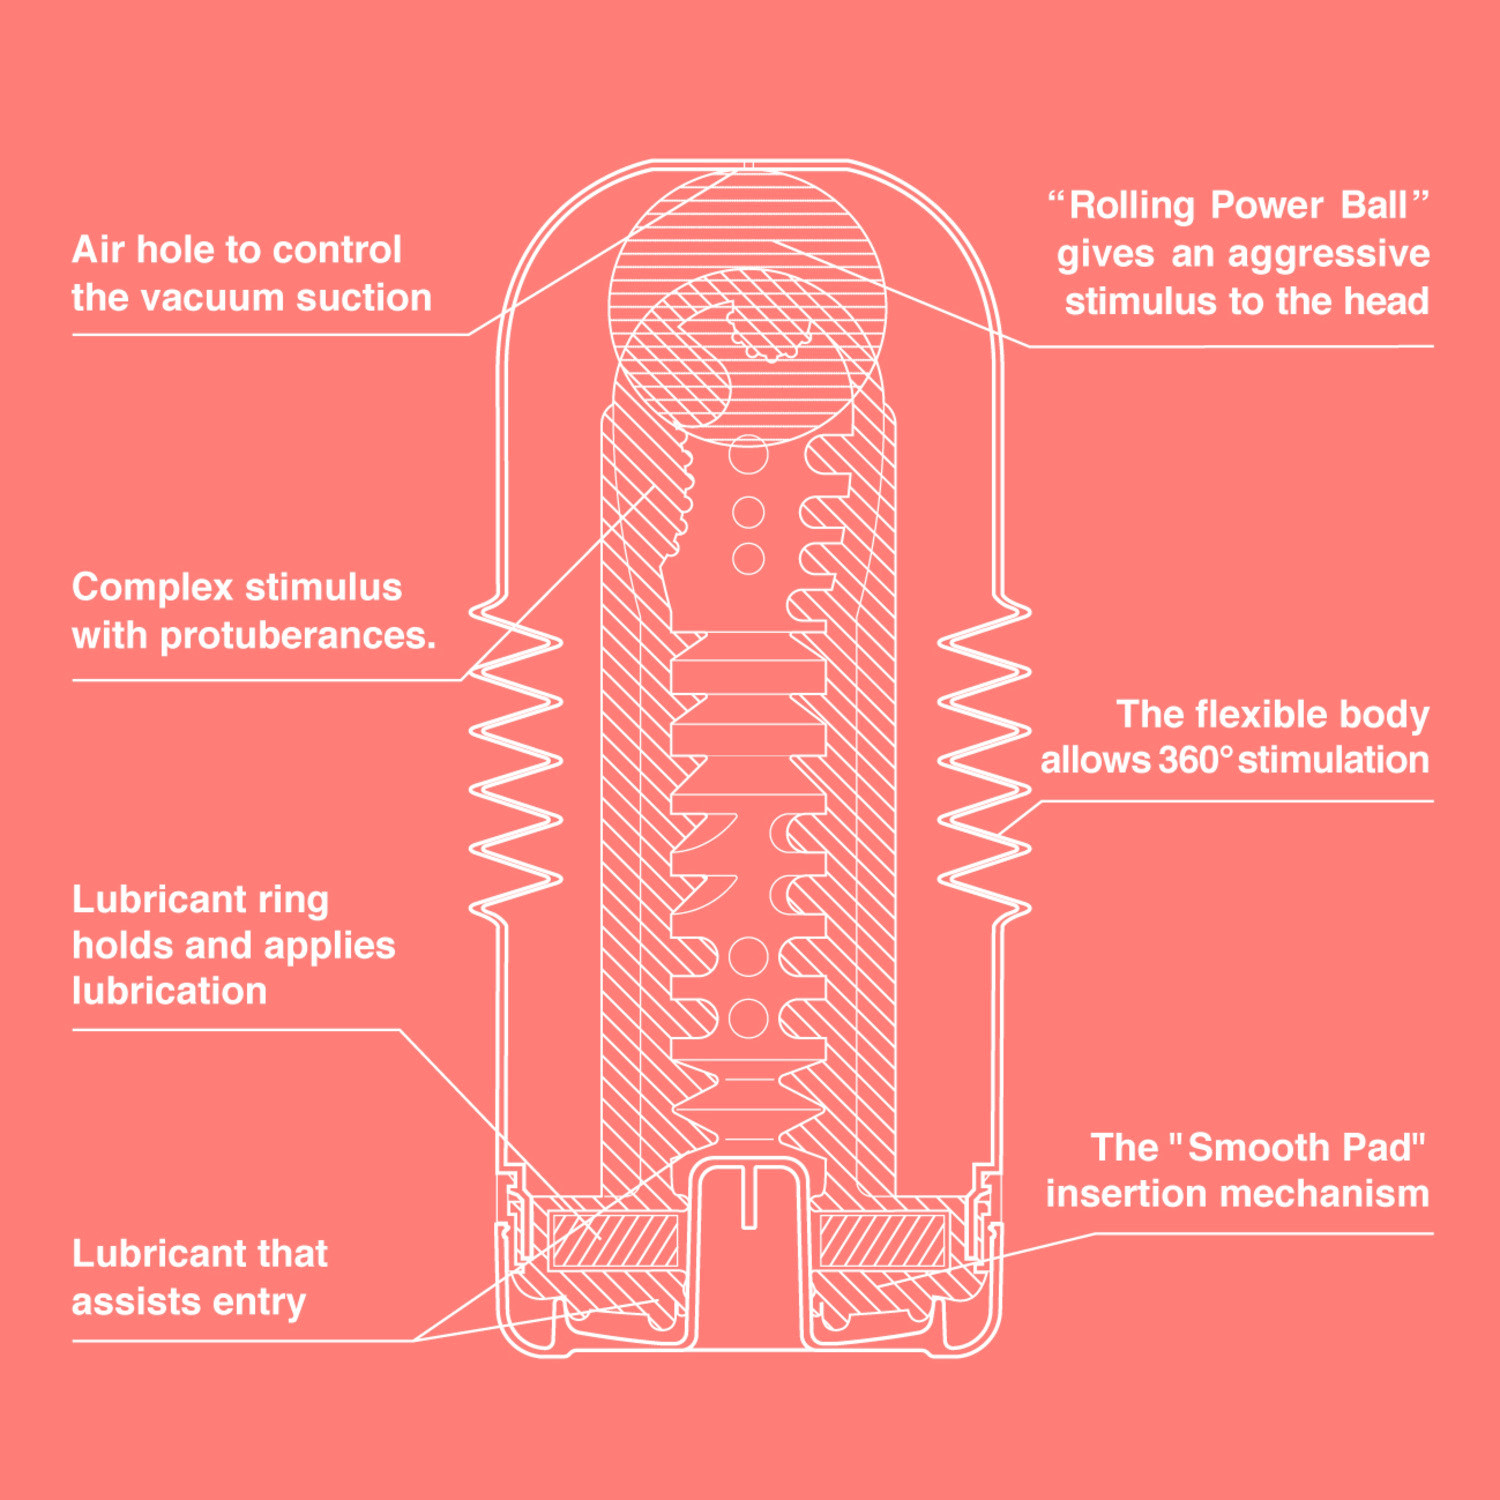 Air hole to control
the vacuum suction
“Rolling Power Ball”
gives an aggressive
stimulus to the head
Complex stimulus
with protuberances.
The flexible body
allows 360° stimulation
Lubricant ring
holds and applies
lubrication
The "Smooth Pad"
insertion mechanism
Lubricant that
assists entry